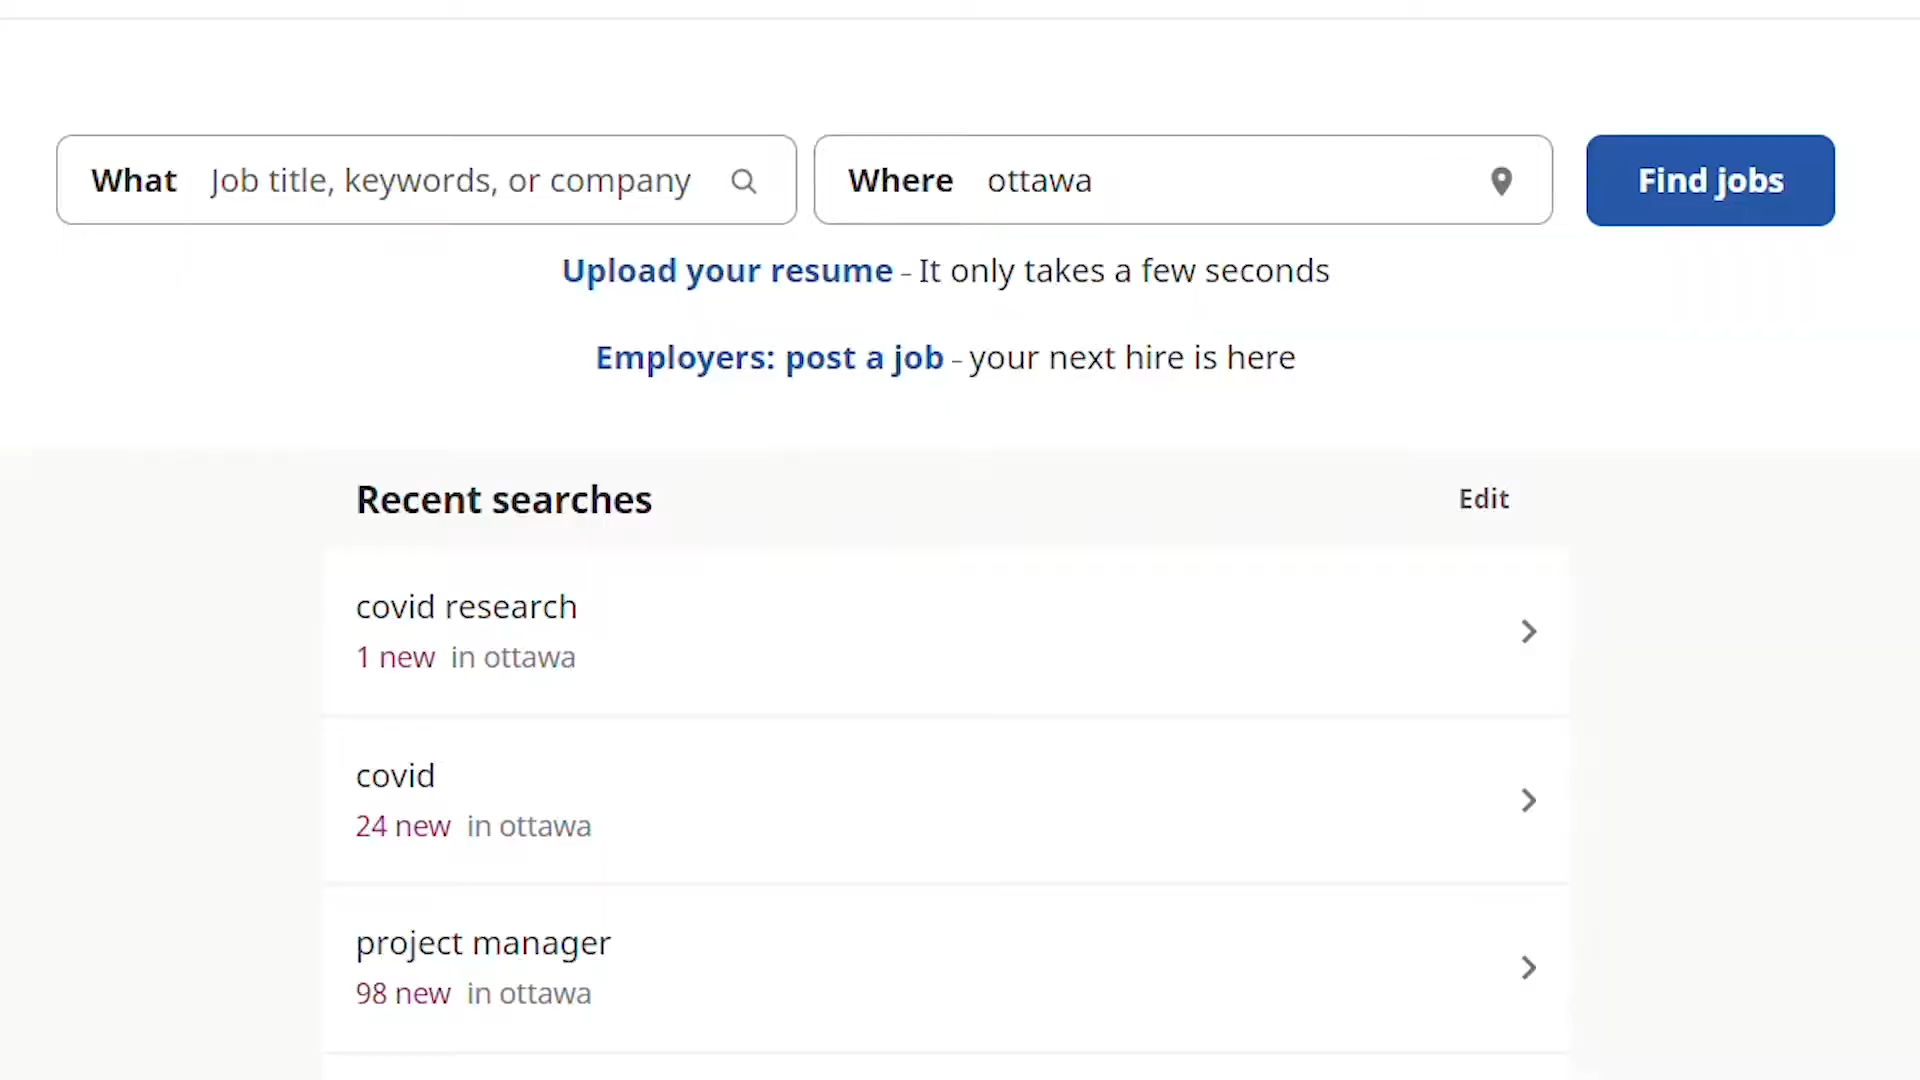 What Job title, keywords, or company Where ottawa Find jobs
Upload your resume - It only takes a few seconds
Employers: post a job - your next hire is here
Recent searches Edit
covid research
1 new in ottawa
covid
24 new in ottawa
project manager
98 new in ottawa